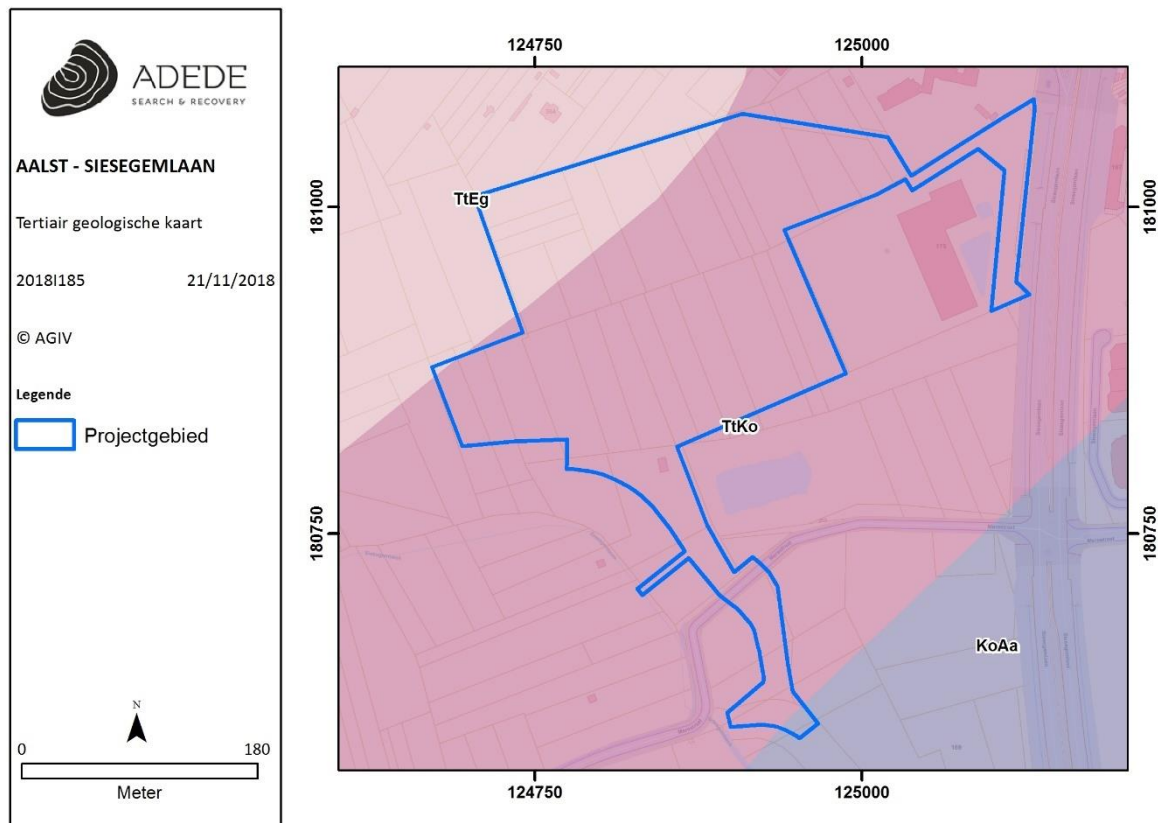 ADEDE
SEARCH & RECOVERY
AALST - SIESEGEMLAAN
Tertiair geologische kaart
2018I185 21/11/2018
© AGIV
Legende
Projectgebied
N
0 180
Meter
124750 125000
181000 181000
TtEg
TtKo
180750 180750
KoAa
124750 125000